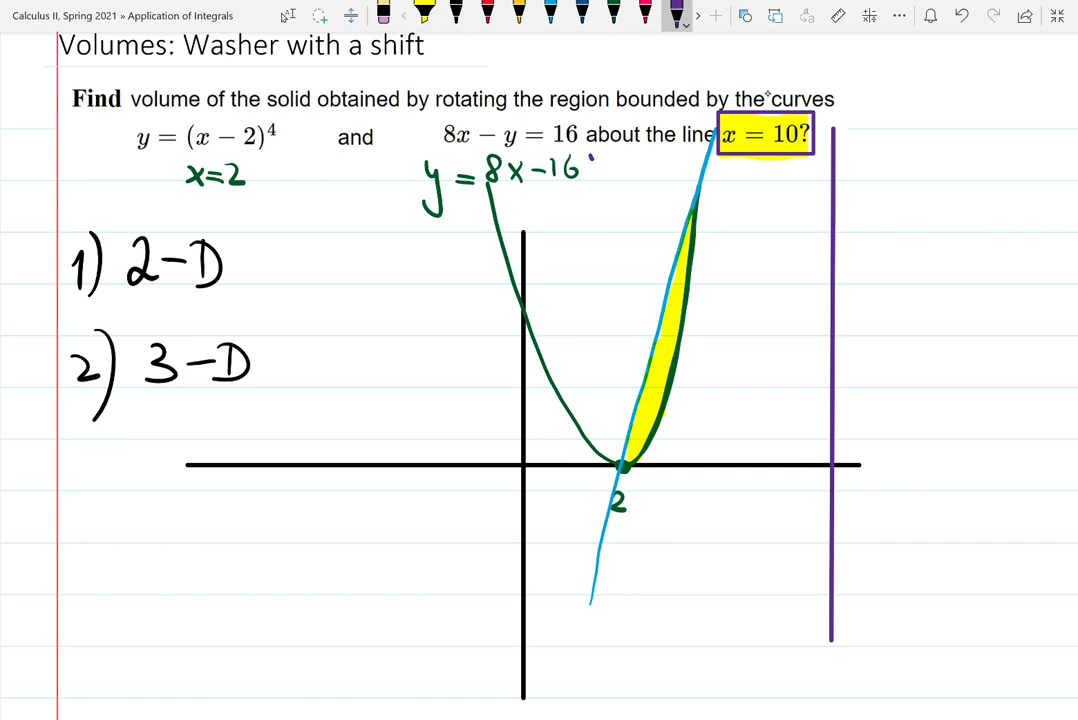 Calculus II, Spring 2021 » Application of Integrals
Volumes: Washer with a shift
Find volume of the solid obtained by rotating the region bounded by the curves
y = (x − 2)^4 and 8x − y = 16 about the line x = 10?
x=2
y = 8x-16
1) 2-D
2) 3-D
2